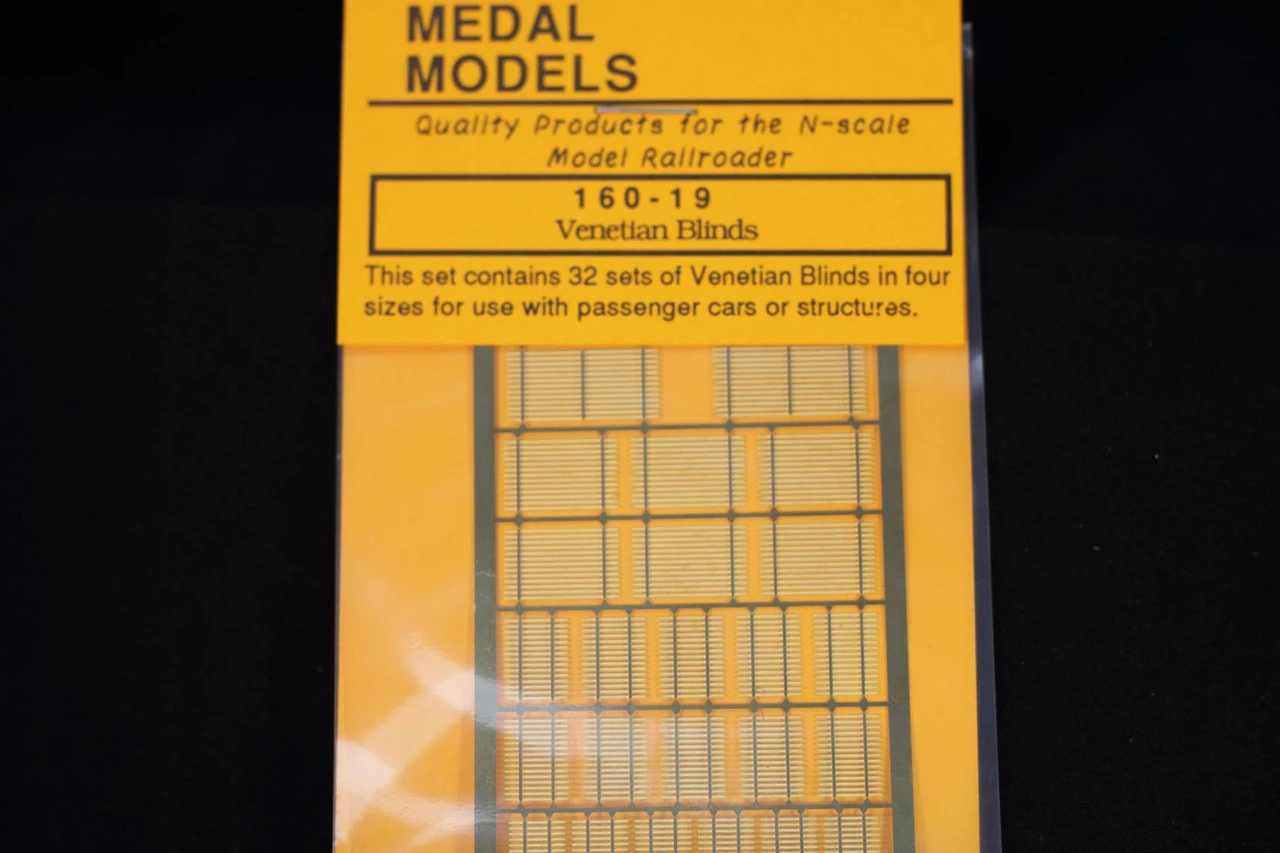 MEDAL
MODELS
Quality Products for the N-scale
Model Railroader
160-19
Venetian Blinds
This set contains 32 sets of Venetian Blinds in four
sizes for use with passenger cars or structures.